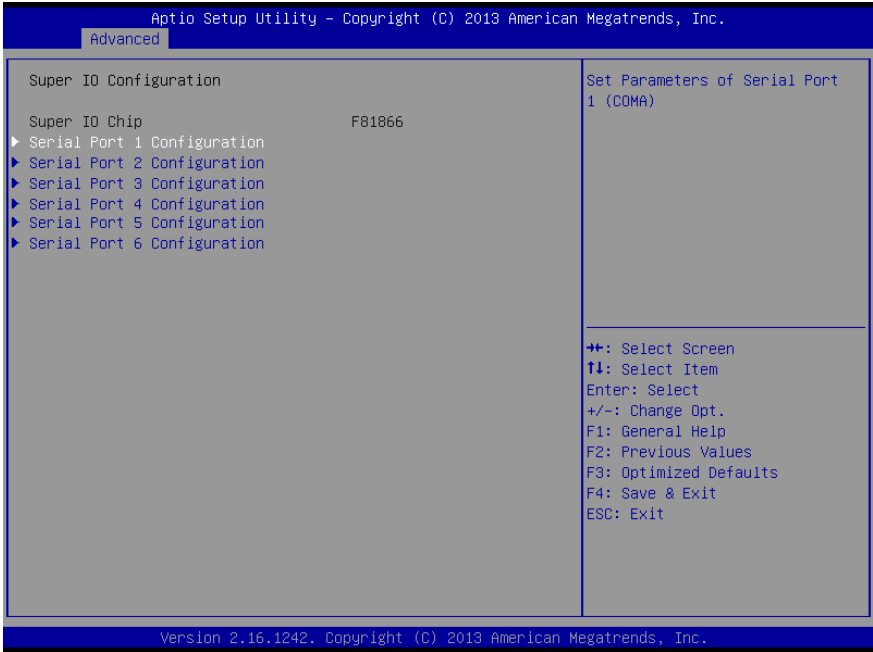 Aptio Setup Utility – Copyright (C) 2013 American Megatrends, Inc.
Advanced
Super IO Configuration
Super IO Chip F81866
Serial Port 1 Configuration
Serial Port 2 Configuration
Serial Port 3 Configuration
Serial Port 4 Configuration
Serial Port 5 Configuration
Serial Port 6 Configuration
Set Parameters of Serial Port
1 (COMA)
→←: Select Screen
↑↓: Select Item
Enter: Select
+/-: Change Opt.
F1: General Help
F2: Previous Values
F3: Optimized Defaults
F4: Save & Exit
ESC: Exit
Version 2.16.1242. Copyright (C) 2013 American Megatrends, Inc.